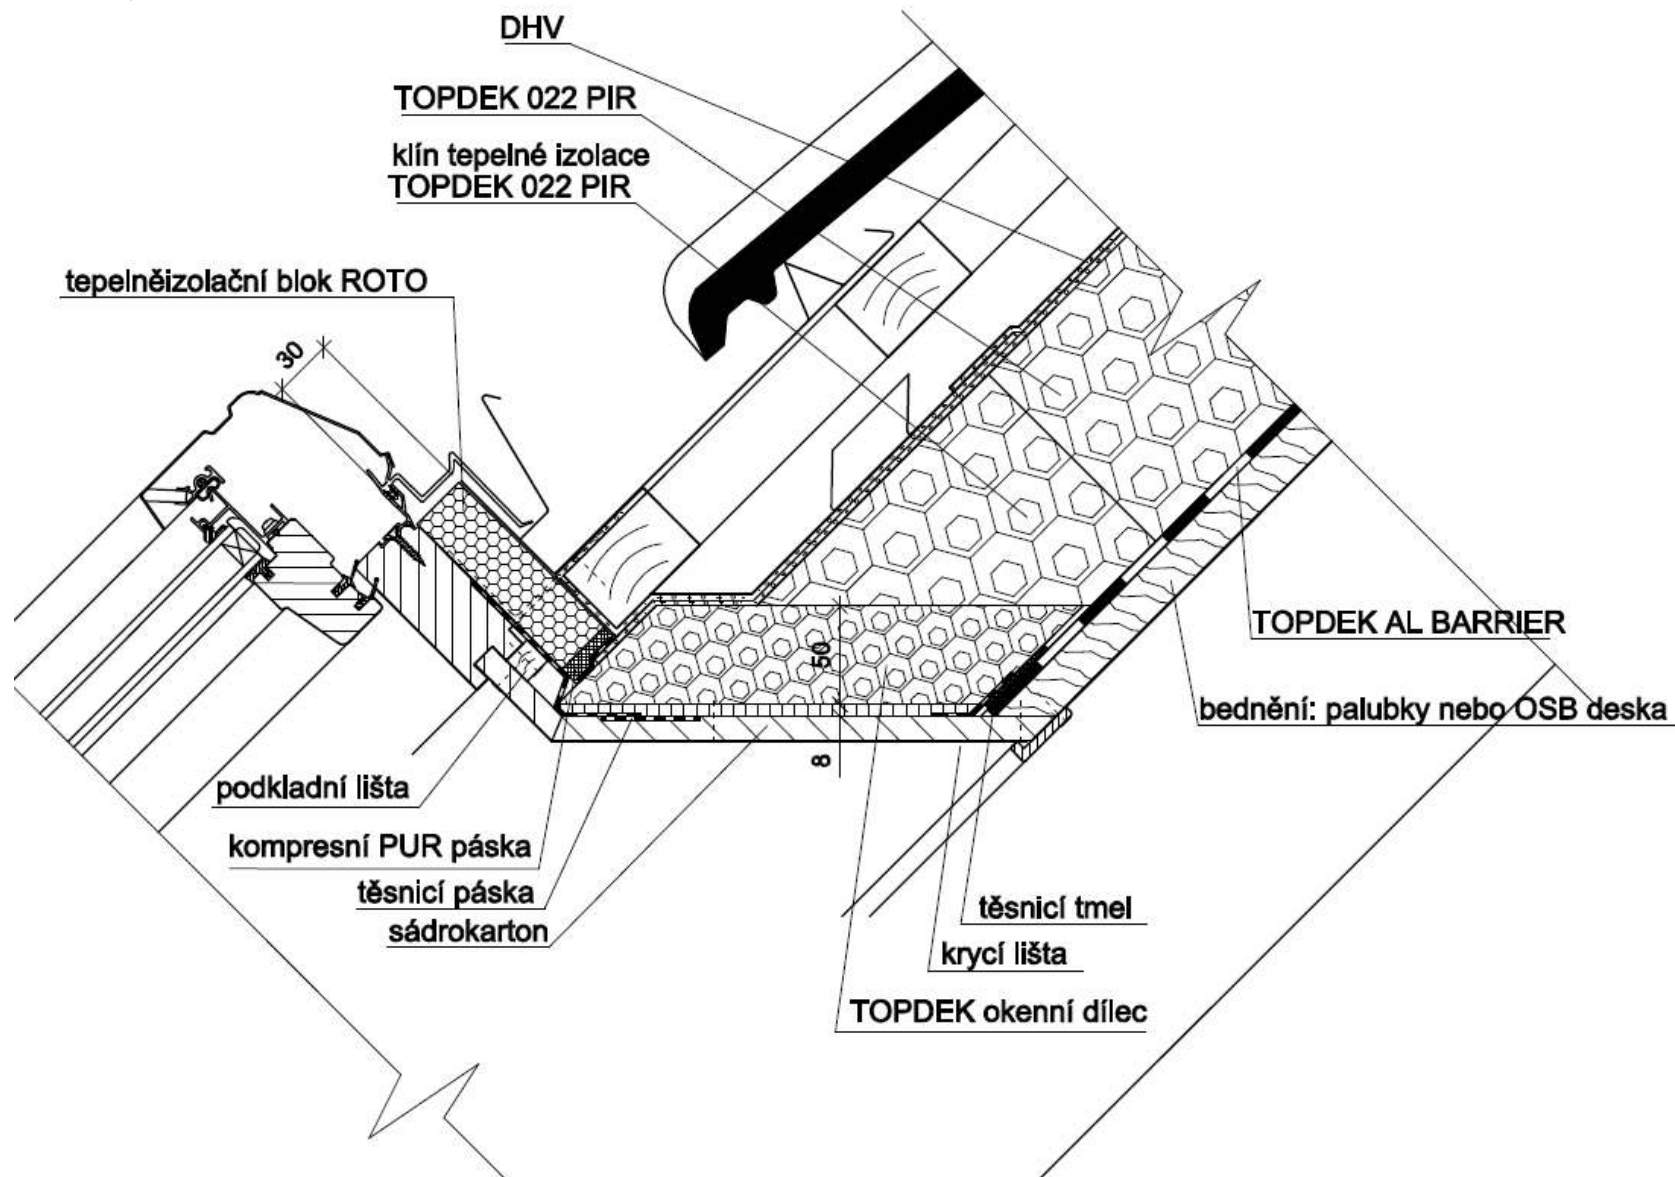 DHV
TOPDEK 022 PIR
klín tepelné izolace
TOPDEK 022 PIR
tepelněizolační blok ROTO
30
50
8
TOPDEK AL BARRIER
bednění: palubky nebo OSB deska
podkladní lišta
kompresní PUR páska
těsnicí páska
sádrokarton
těsnicí tmel
krycí lišta
TOPDEK okenní dílec